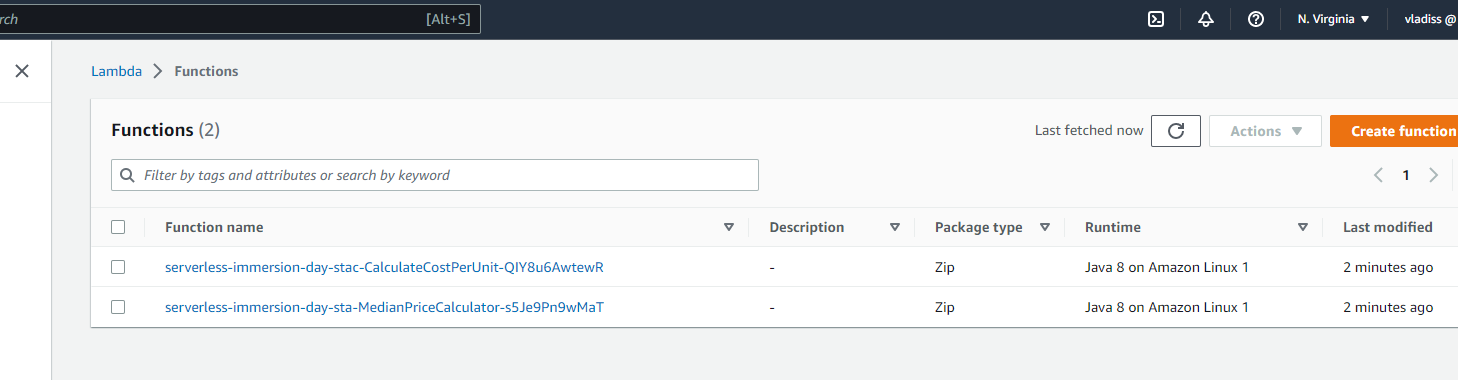 rch [Alt+S] N. Virginia ▼ vladiss @
Lambda > Functions
Functions (2) Last fetched now Actions ▼ Create function
Filter by tags and attributes or search by keyword < 1 >
Function name Description Package type Runtime Last modified
serverless-immersion-day-stac-CalculateCostPerUnit-QIY8u6AwtewR - Zip Java 8 on Amazon Linux 1 2 minutes ago
serverless-immersion-day-sta-MedianPriceCalculator-s5Je9Pn9wMaT - Zip Java 8 on Amazon Linux 1 2 minutes ago